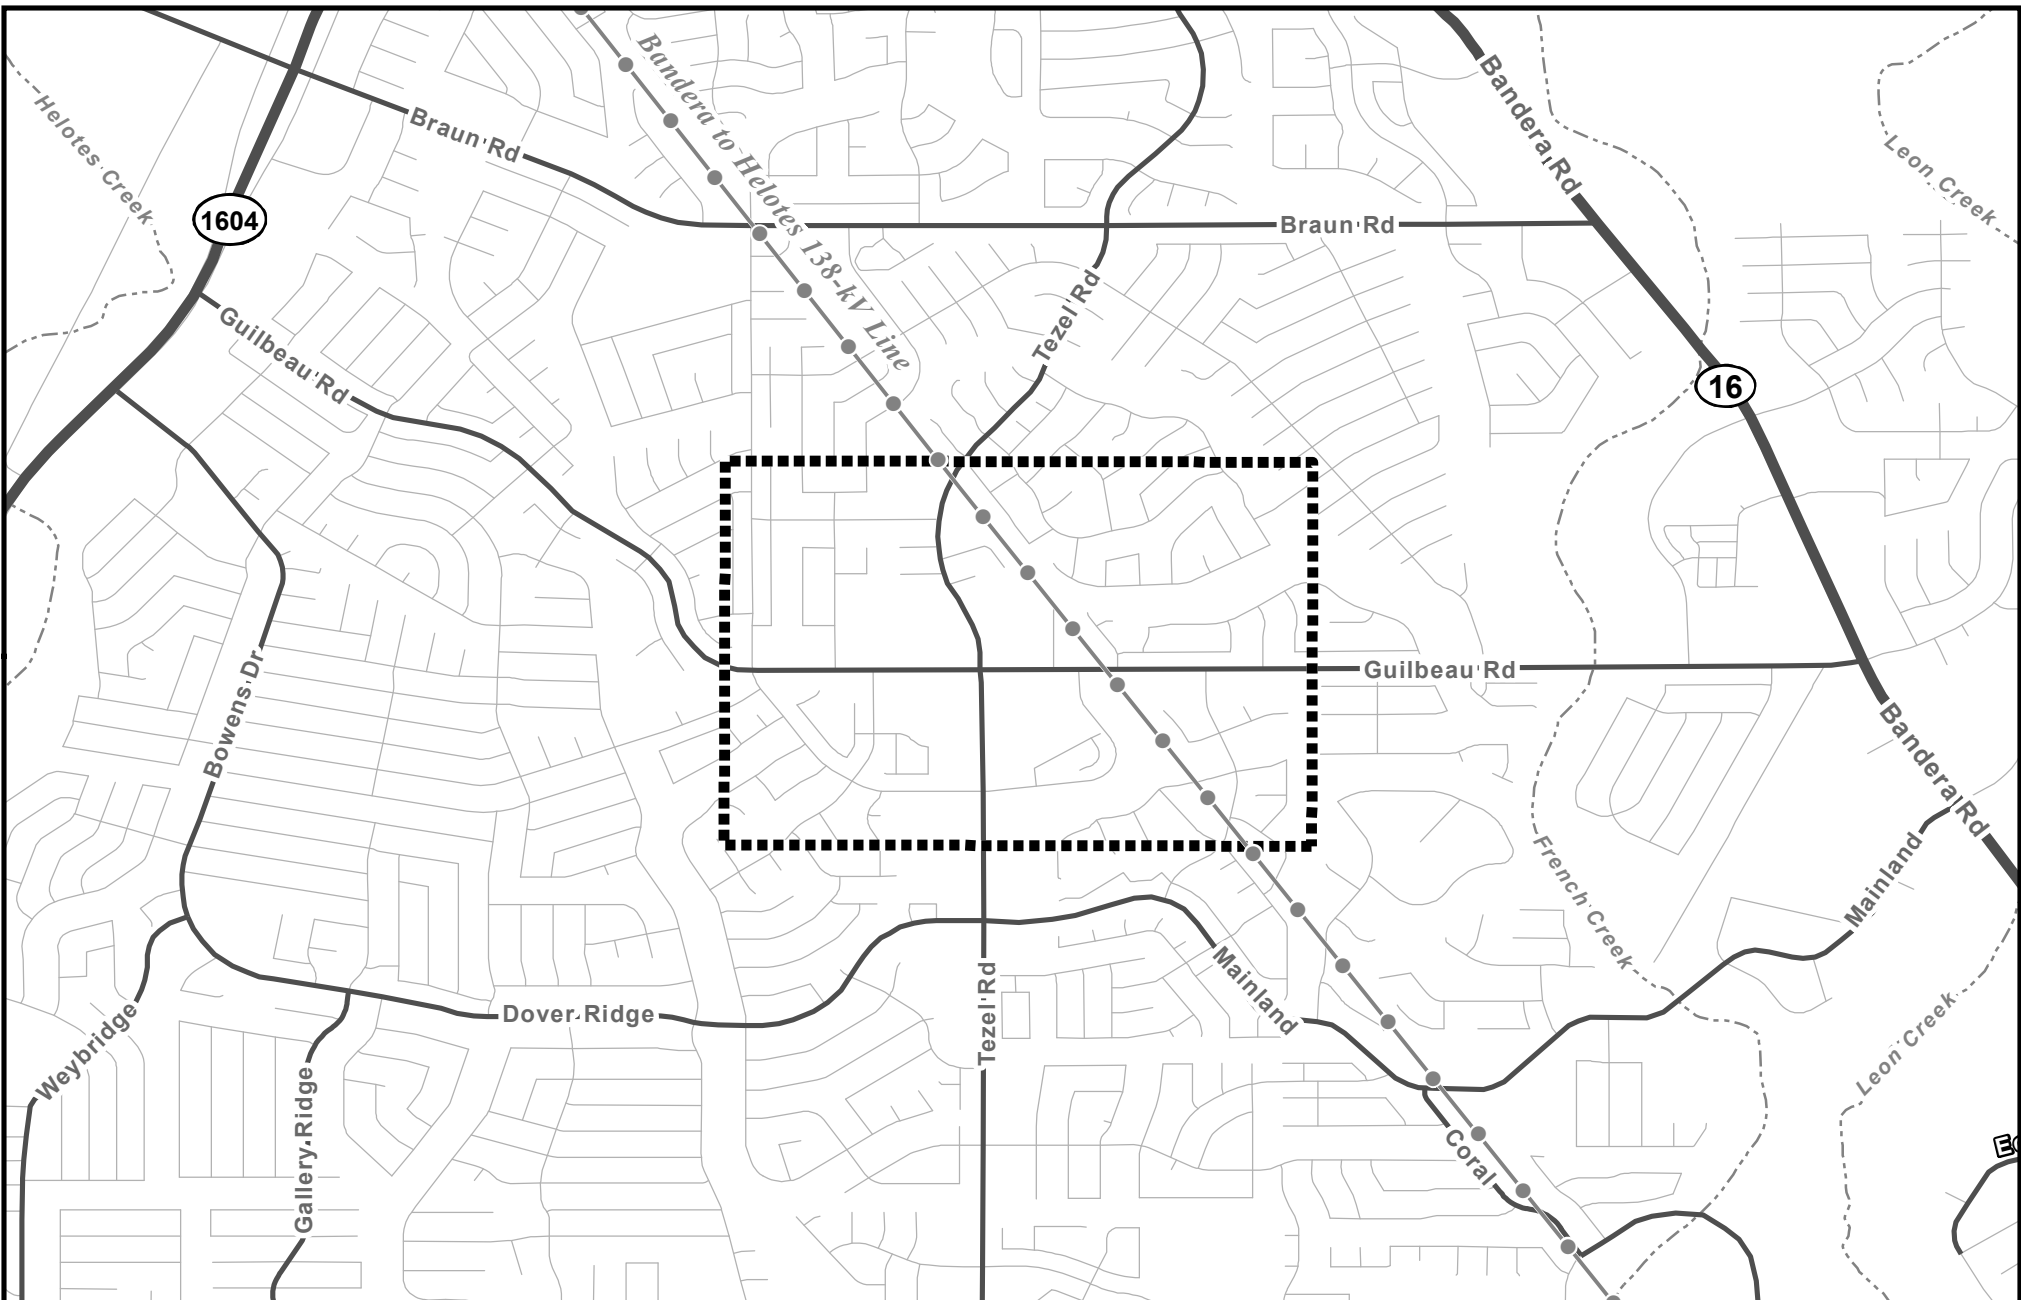 Bandera to Helotes 138-kV Line
Bandera Rd
Helotes Creek
Braun Rd
Leon Creek
1604
Braun Rd
Guilbeau Rd
Tezel Rd
16
Bowens Dr
Guilbeau Rd
Bandera Rd
French Creek
Mainland
Mainland
Weybridge
Dover Ridge
Tezel Rd
Leon Creek
Gallery Ridge
Coral